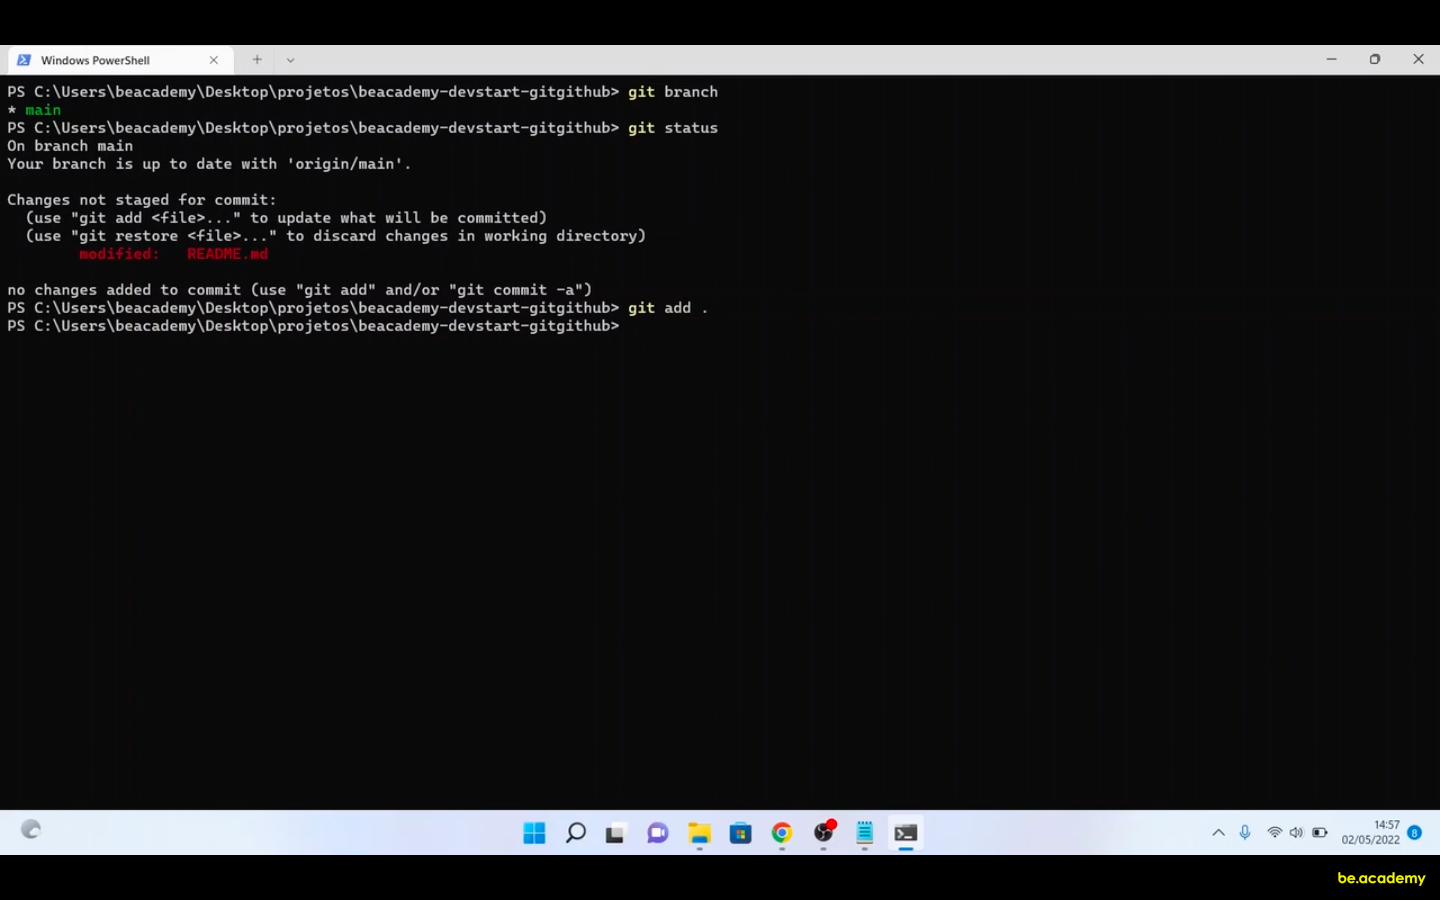 Windows PowerShell
PS C:\Users\beacademy\Desktop\projetos\beacademy-devstart-gitgithub> git branch
* main
PS C:\Users\beacademy\Desktop\projetos\beacademy-devstart-gitgithub> git status
On branch main
Your branch is up to date with 'origin/main'.
Changes not staged for commit:
(use "git add <file>..." to update what will be committed)
(use "git restore <file>..." to discard changes in working directory)
modified: README.md
no changes added to commit (use "git add" and/or "git commit -a")
PS C:\Users\beacademy\Desktop\projetos\beacademy-devstart-gitgithub> git add .
PS C:\Users\beacademy\Desktop\projetos\beacademy-devstart-gitgithub>
14:57
02/05/2022
8
be.academy